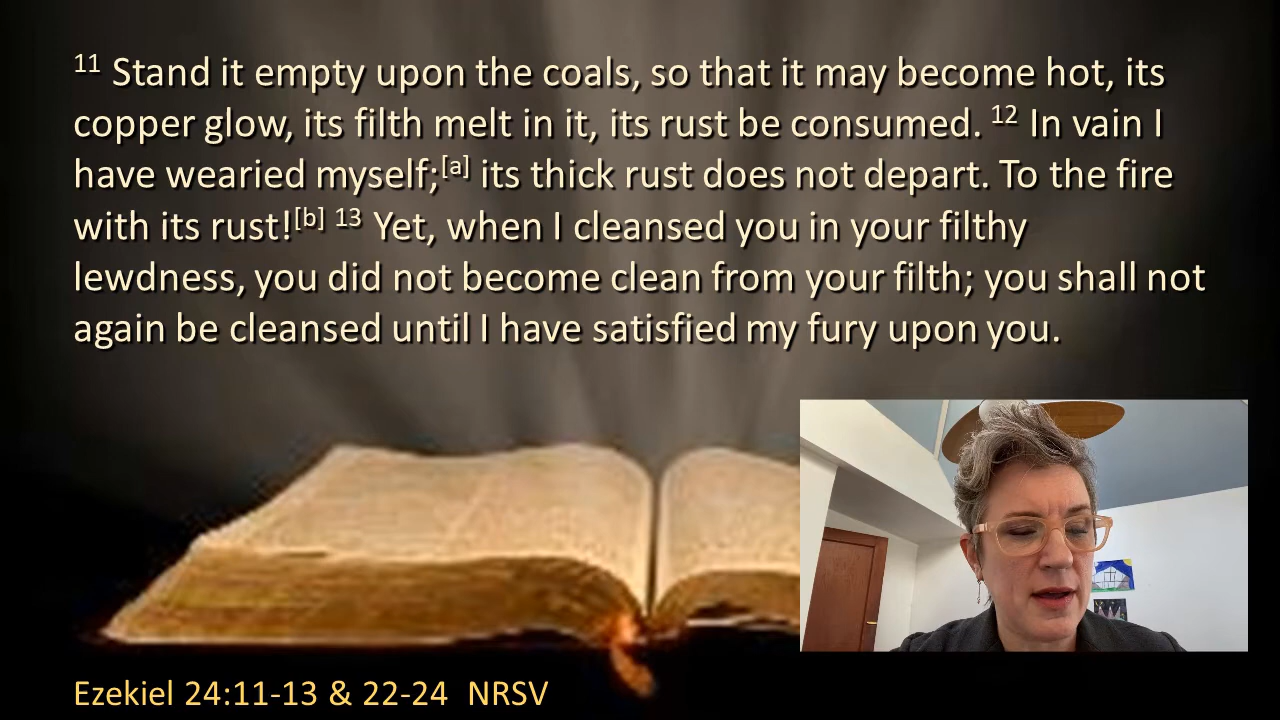 11 Stand it empty upon the coals, so that it may become hot, its
copper glow, its filth melt in it, its rust be consumed. 12 In vain I
have wearied myself;[a] its thick rust does not depart. To the fire
with its rust![b] 13 Yet, when I cleansed you in your filthy
lewdness, you did not become clean from your filth; you shall not
again be cleansed until I have satisfied my fury upon you.
Ezekiel 24:11-13 & 22-24 NRSV